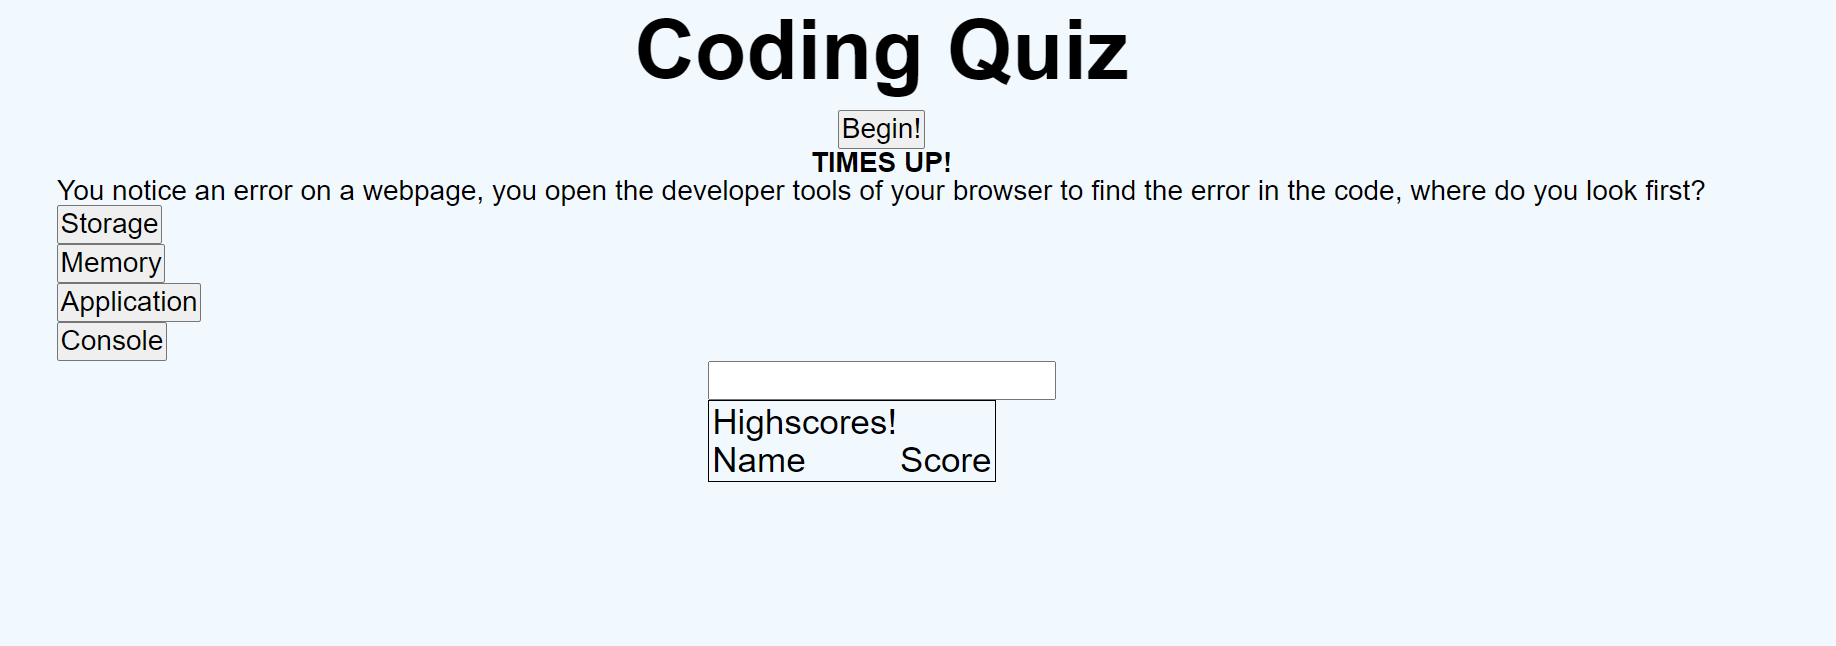 Coding Quiz
Begin!
TIMES UP!
You notice an error on a webpage, you open the developer tools of your browser to find the error in the code, where do you look first?
Storage
Memory
Application
Console
Highscores!
Name Score